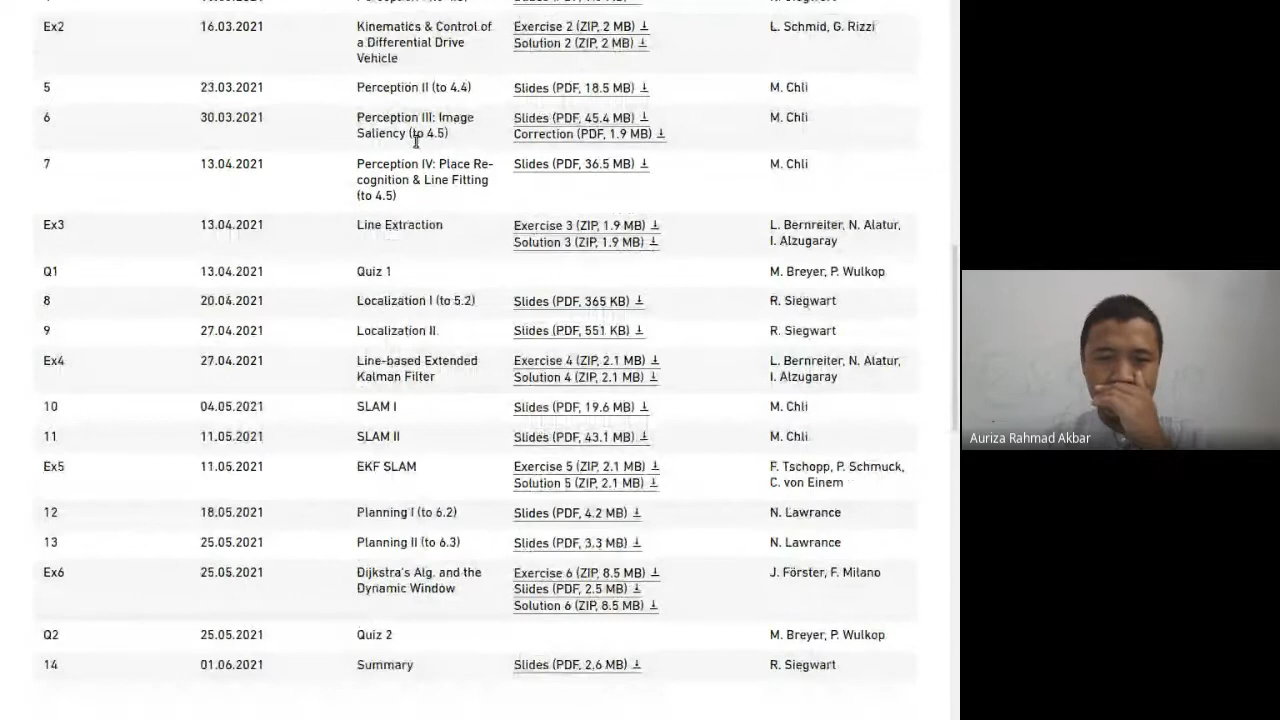 Ex2 16.03.2021 Kinematics & Control of Exercise 2 (ZIP, 2 MB) L. Schmid, G. Rizzi
a Differential Drive Solution 2 (ZIP, 2 MB)
Vehicle
5 23.03.2021 Perception II (to 4.4) Slides (PDF, 18.5 MB) M. Chli
6 30.03.2021 Perception III: Image Slides (PDF, 45.4 MB) M. Chli
Saliency (to 4.5) Correction (PDF, 1.9 MB)
7 13.04.2021 Perception IV: Place Re- Slides (PDF, 36.5 MB) M. Chli
cognition & Line Fitting
(to 4.5)
Ex3 13.04.2021 Line Extraction Exercise 3 (ZIP, 1.9 MB) L. Bernreiter, N. Alatur,
Solution 3 (ZIP, 1.9 MB) I. Alzugaray
Q1 13.04.2021 Quiz 1 M. Breyer, P. Wulkop
8 20.04.2021 Localization I (to 5.2) Slides (PDF, 365 KB) R. Siegwart
9 27.04.2021 Localization II Slides (PDF, 551 KB) R. Siegwart
Ex4 27.04.2021 Line-based Extended Exercise 4 (ZIP, 2.1 MB) L. Bernreiter, N. Alatur,
Kalman Filter Solution 4 (ZIP, 2.1 MB) I. Alzugaray
10 04.05.2021 SLAM I Slides (PDF, 19.6 MB) M. Chli
11 11.05.2021 SLAM II Slides (PDF, 43.1 MB) M. Chli
Ex5 11.05.2021 EKF SLAM Exercise 5 (ZIP, 2.1 MB) F. Tschopp, P. Schmuck,
Solution 5 (ZIP, 2.1 MB) C. von Einem
12 18.05.2021 Planning I (to 6.2) Slides (PDF, 4.2 MB) N. Lawrance
13 25.05.2021 Planning II (to 6.3) Slides (PDF, 3.3 MB) N. Lawrance
Ex6 25.05.2021 Dijkstra's Alg. and the Exercise 6 (ZIP, 8.5 MB) J. Förster, F. Milano
Dynamic Window Slides (PDF, 2.5 MB)
Solution 6 (ZIP, 8.5 MB)
Q2 25.05.2021 Quiz 2 M. Breyer, P. Wulkop
14 01.06.2021 Summary Slides (PDF, 2,6 MB) R. Siegwart
Auriza Rahmad Akbar